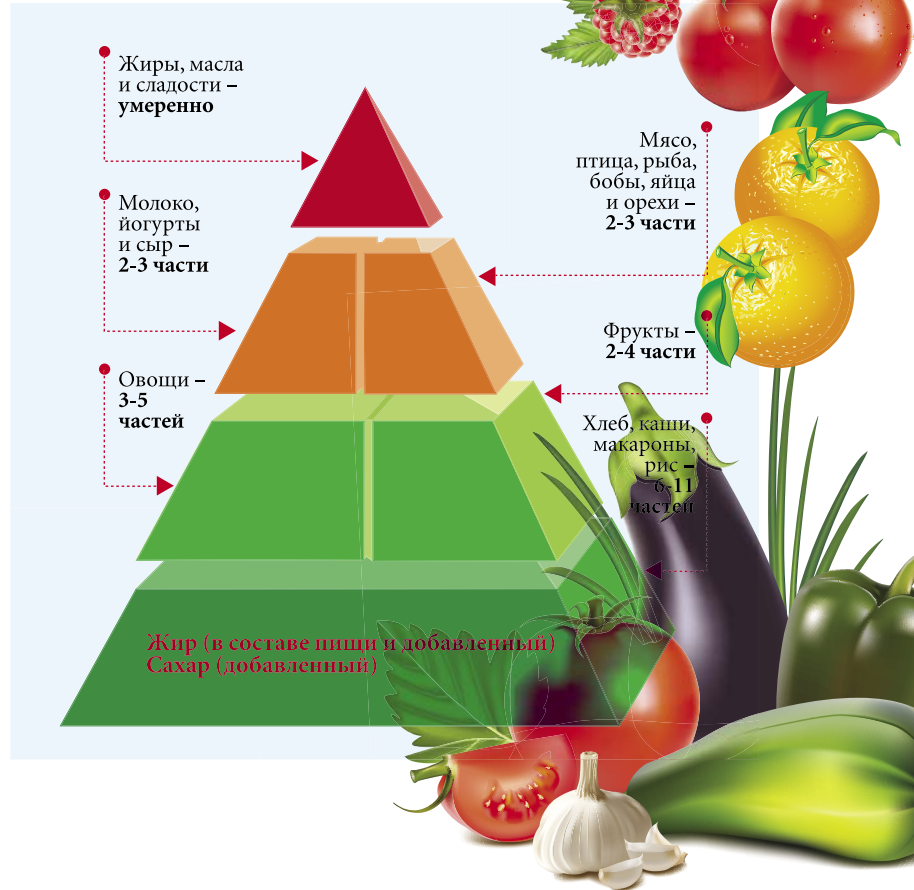 Жиры, масла
и сладости –
умеренно
Мясо,
птица, рыба,
бобы, яйца
и орехи –
2-3 части
Молоко,
йогурты
и сыр –
2-3 части
Фрукты –
2-4 части
Овощи –
3-5
частей
Хлеб, каши,
макароны,
рис –
6-11
частей
Жир (в составе пищи и добавленный)
Сахар (добавленный)